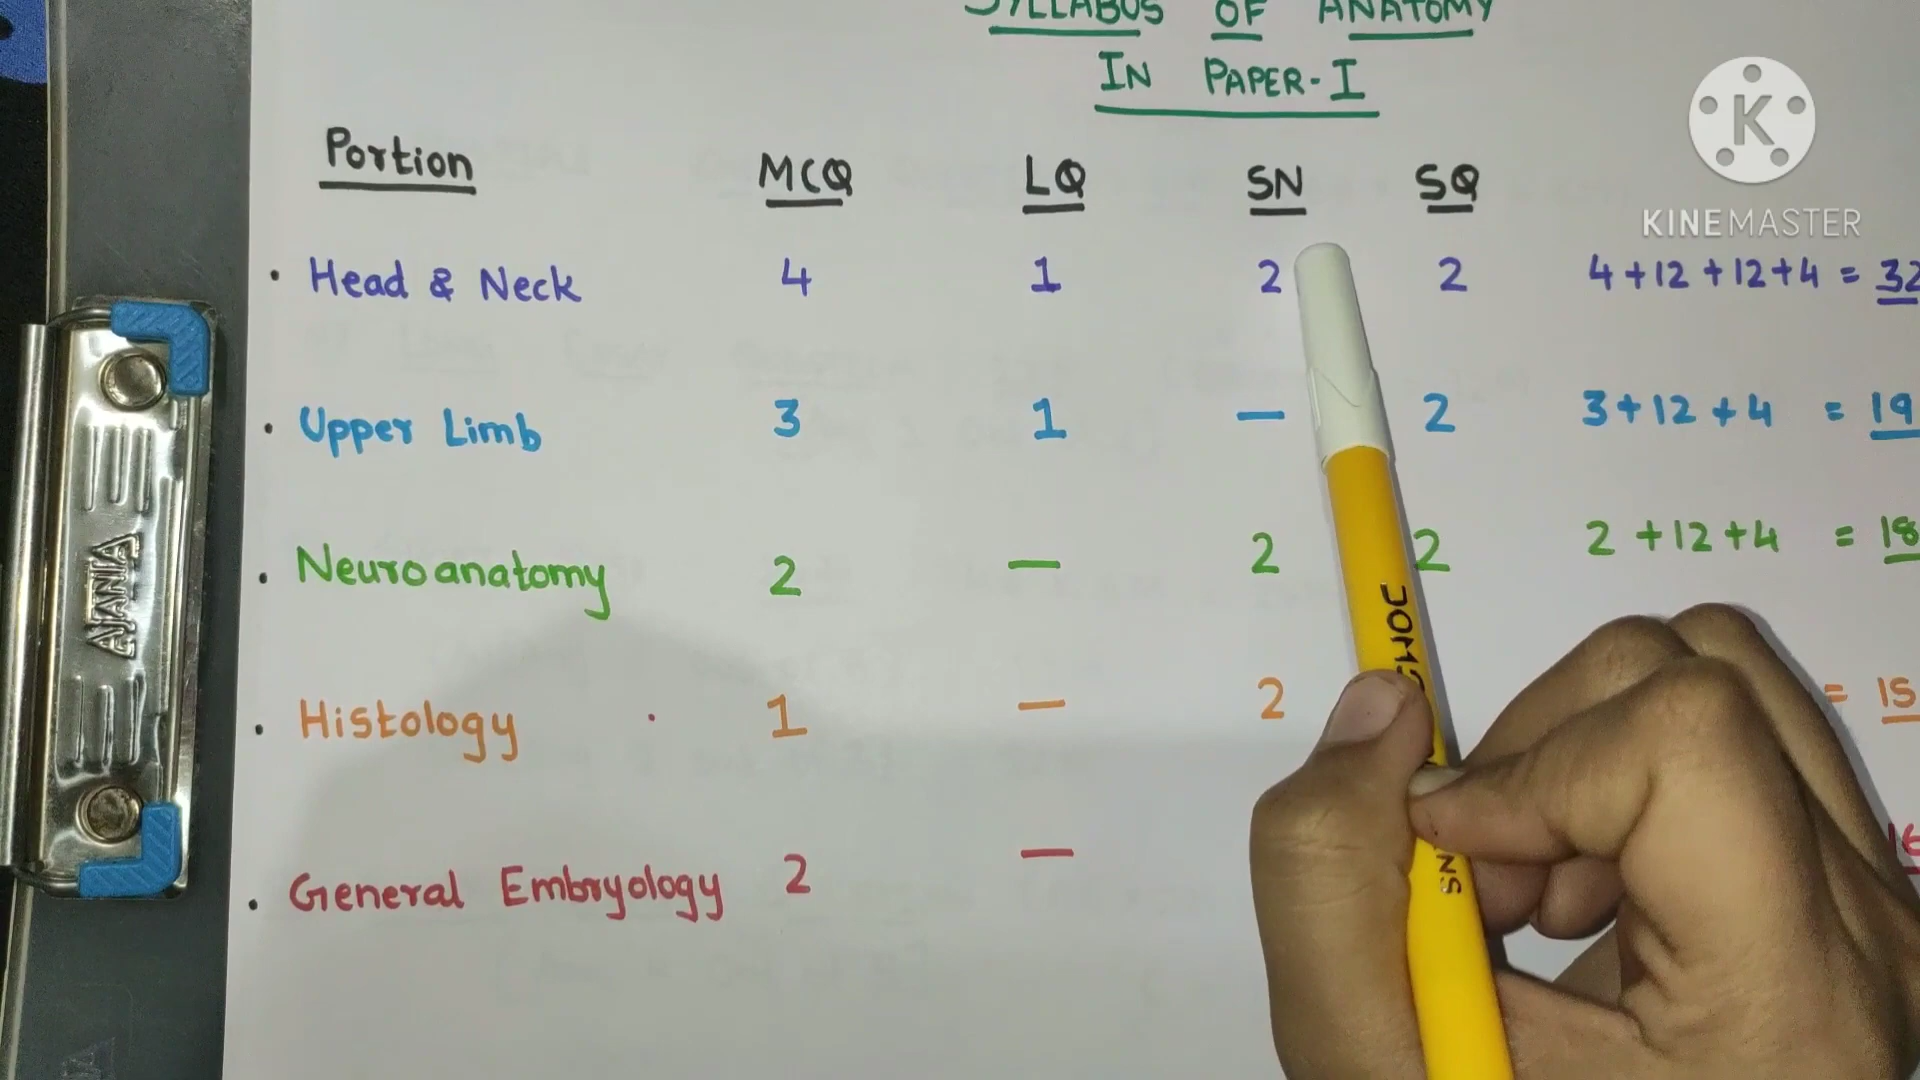 SYLLABUS OF ANATOMY
IN PAPER-I
Portion MCQ LQ SN SQ
K
KINEMASTER
• Head & Neck 4 1 2 2 4+12+12+4 = 32
• Upper Limb 3 1 — 2 3+12+4 = 19
• Neuroanatomy 2 — 2 2 2+12+4 = 18
• Histology 1 — 2 = 15
• General Embryology 2 —
AJANTA